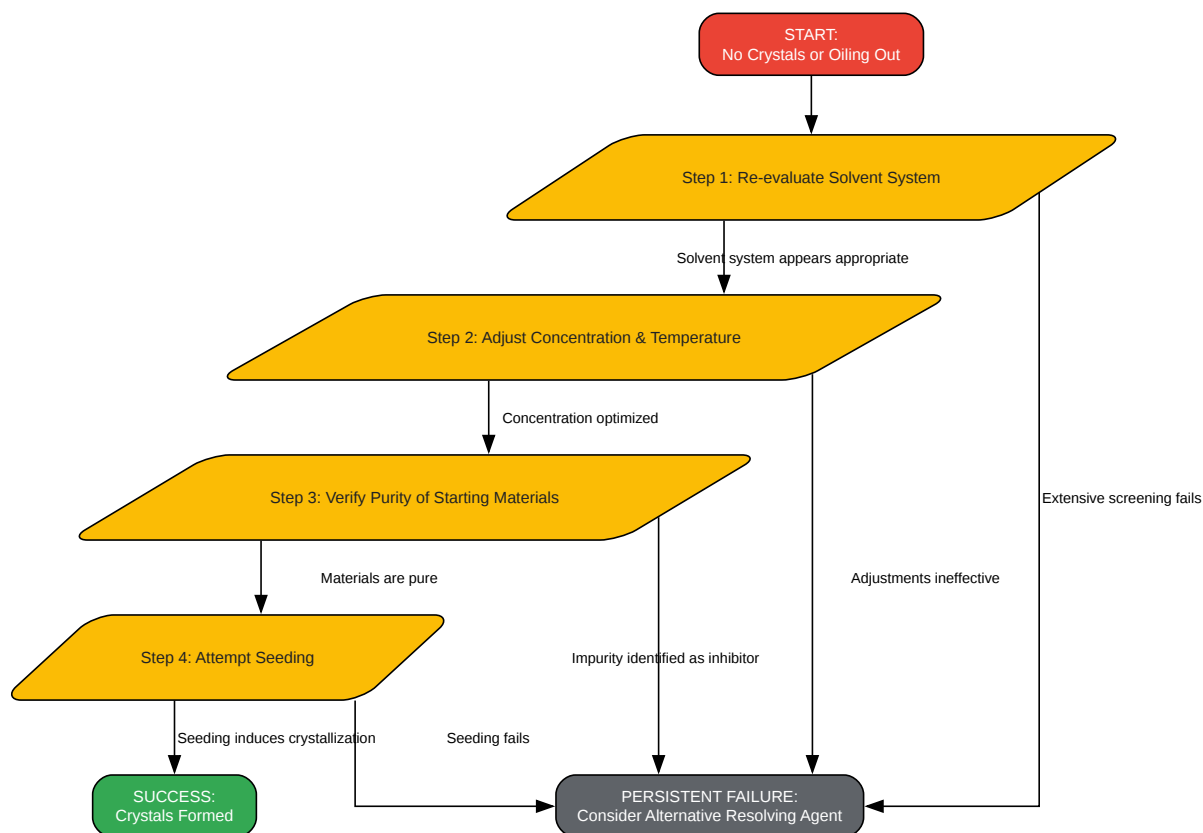 START:
No Crystals or Oiling Out
Step 1: Re-evaluate Solvent System
Solvent system appears appropriate
Step 2: Adjust Concentration & Temperature
Concentration optimized
Step 3: Verify Purity of Starting Materials
Extensive screening fails
Materials are pure
Adjustments ineffective
Step 4: Attempt Seeding
Impurity identified as inhibitor
Seeding induces crystallization
Seeding fails
SUCCESS:
Crystals Formed
PERSISTENT FAILURE:
Consider Alternative Resolving Agent